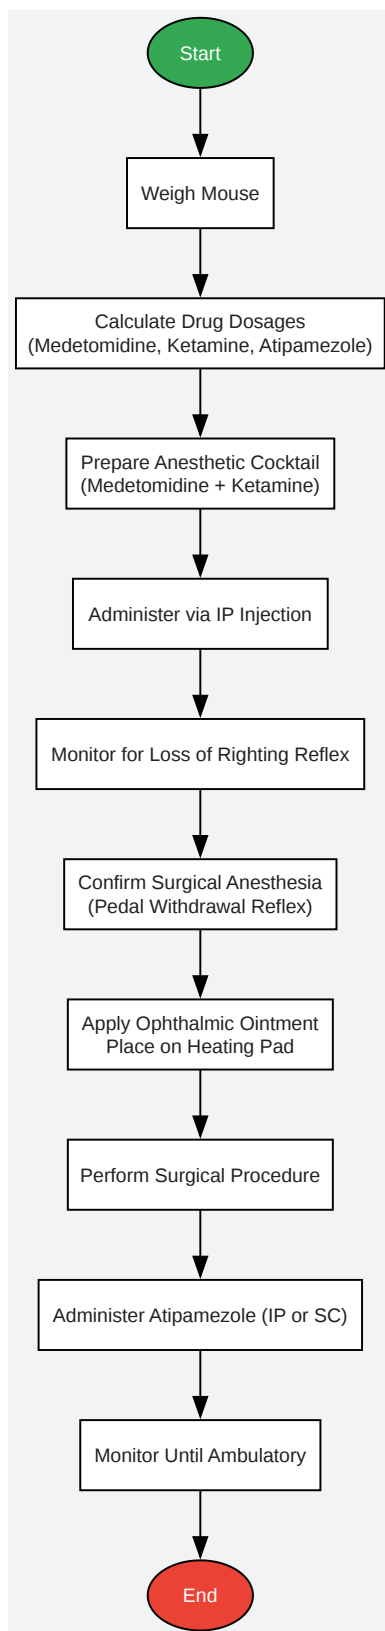 Start
Weigh Mouse
Calculate Drug Dosages
(Medetomidine, Ketamine, Atipamezole)
Prepare Anesthetic Cocktail
(Medetomidine + Ketamine)
Administer via IP Injection
Monitor for Loss of Righting Reflex
Confirm Surgical Anesthesia
(Pedal Withdrawal Reflex)
Apply Ophthalmic Ointment
Place on Heating Pad
Perform Surgical Procedure
Administer Atipamezole (IP or SC)
Monitor Until Ambulatory
End